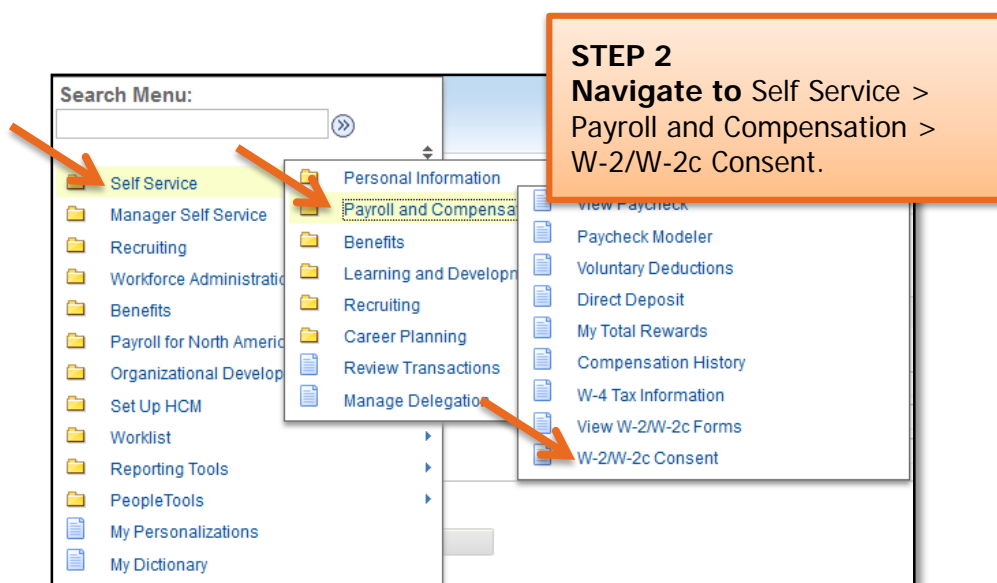 STEP 2
Navigate to Self Service >
Payroll and Compensation >
W-2/W-2c Consent.
Search Menu:
Self Service
Manager Self Service
Recruiting
Workforce Administratio
Benefits
Payroll for North Americ
Organizational Develop
Set Up HCM
Worklist
Reporting Tools
PeopleTools
My Personalizations
My Dictionary
Personal Information
Payroll and Compensa
Benefits
Learning and Developm
Recruiting
Career Planning
Review Transactions
Manage Delegation
View Paycheck
Paycheck Modeler
Voluntary Deductions
Direct Deposit
My Total Rewards
Compensation History
W-4 Tax Information
View W-2/W-2c Forms
W-2/W-2c Consent